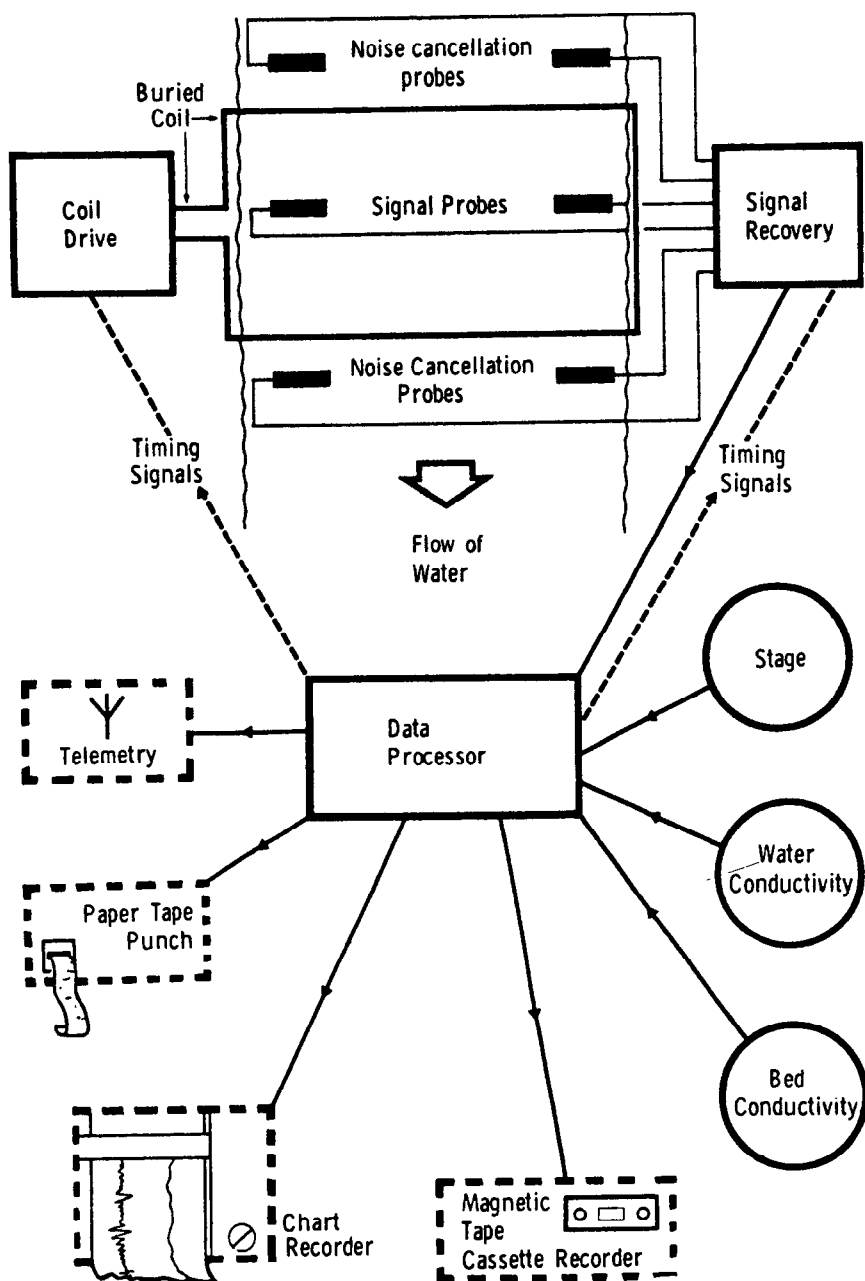 Noise cancellation
probes
Buried
Coil
Coil
Drive
Signal Probes
Signal
Recovery
Noise Cancellation
Probes
Timing
Signals
Timing
Signals
Flow of
Water
Stage
Data
Processor
Telemetry
Water
Conductivity
Paper Tape
Punch
Bed
Conductivity
Chart
Recorder
Magnetic
Tape
Cassette Recorder